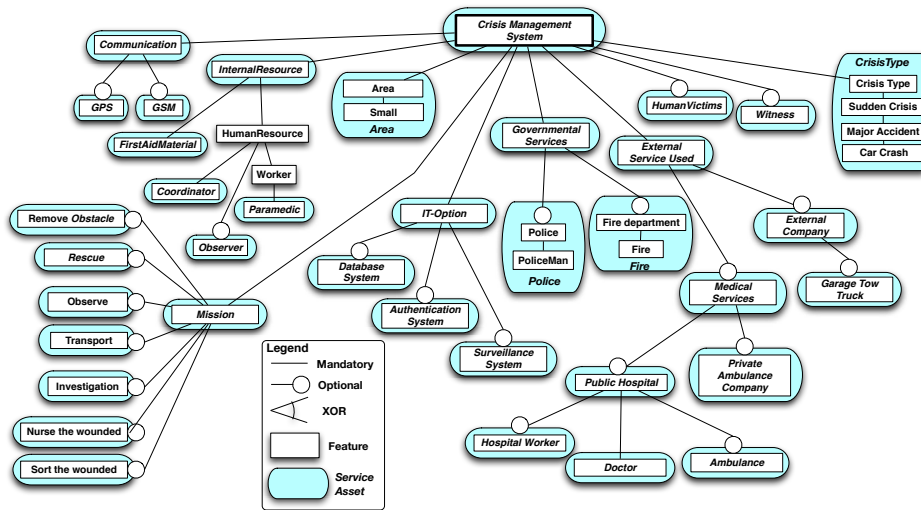 Crisis Management
System
Communication
GPS
GSM
InternalResource
FirstAidMaterial
HumanResource
Coordinator
Worker
Paramedic
Observer
Area
Small
Area
Governmental
Services
Police
PoliceMan
Police
Fire department
Fire
Fire
HumanVictims
Witness
CrisisType
Crisis Type
Sudden Crisis
Major Accident
Car Crash
External
Service Used
External
Company
Garage Tow
Truck
Medical
Services
Private
Ambulance
Company
Public Hospital
Hospital Worker
Doctor
Ambulance
IT-Option
Database
System
Authentication
System
Surveillance
System
Mission
Remove Obstacle
Rescue
Observe
Transport
Investigation
Nurse the wounded
Sort the wounded
Legend
Mandatory
Optional
XOR
Feature
Service
Asset